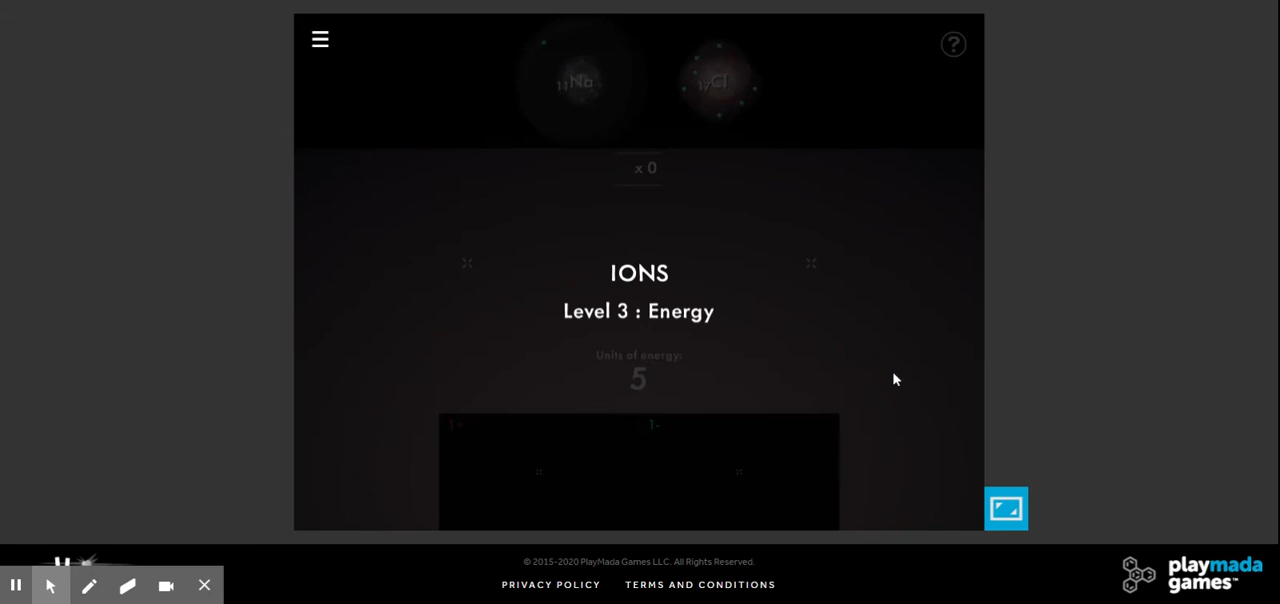 11Na
17Cl
?
x 0
IONS
Level 3 : Energy
Units of energy:
5
1+
1-
© 2015-2020 PlayMada Games LLC. All Rights Reserved.
PRIVACY POLICY
TERMS AND CONDITIONS
playmada
games™